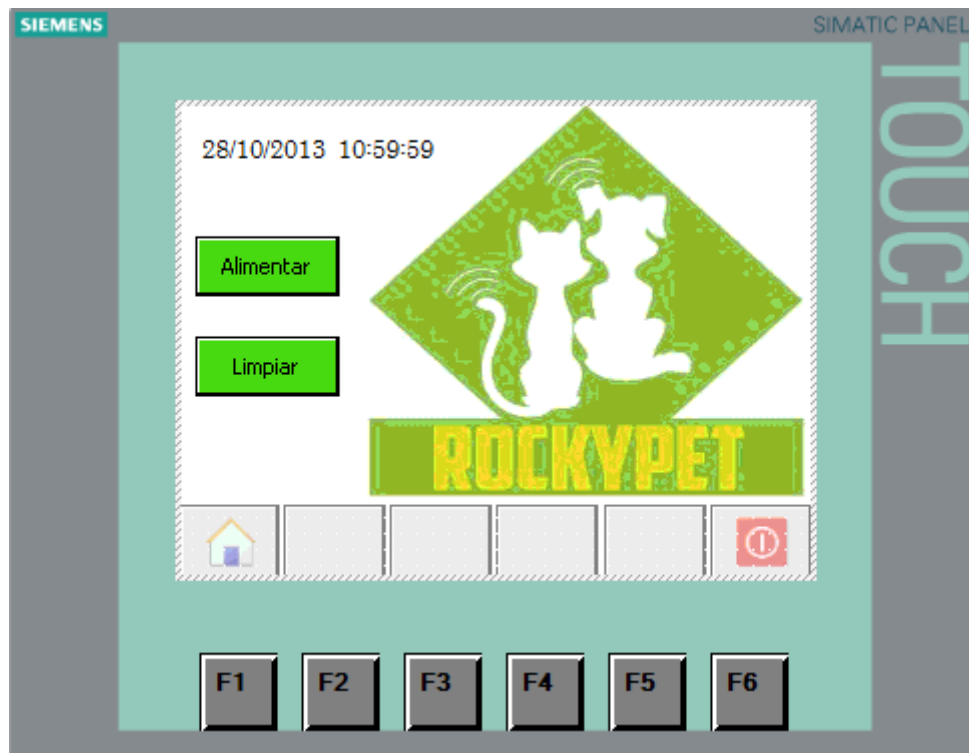 SIEMENS
SIMATIC PANEL
TOUCH
28/10/2013 10:59:59
Alimentar
Limpiar
ROCKYPET
F1 F2 F3 F4 F5 F6